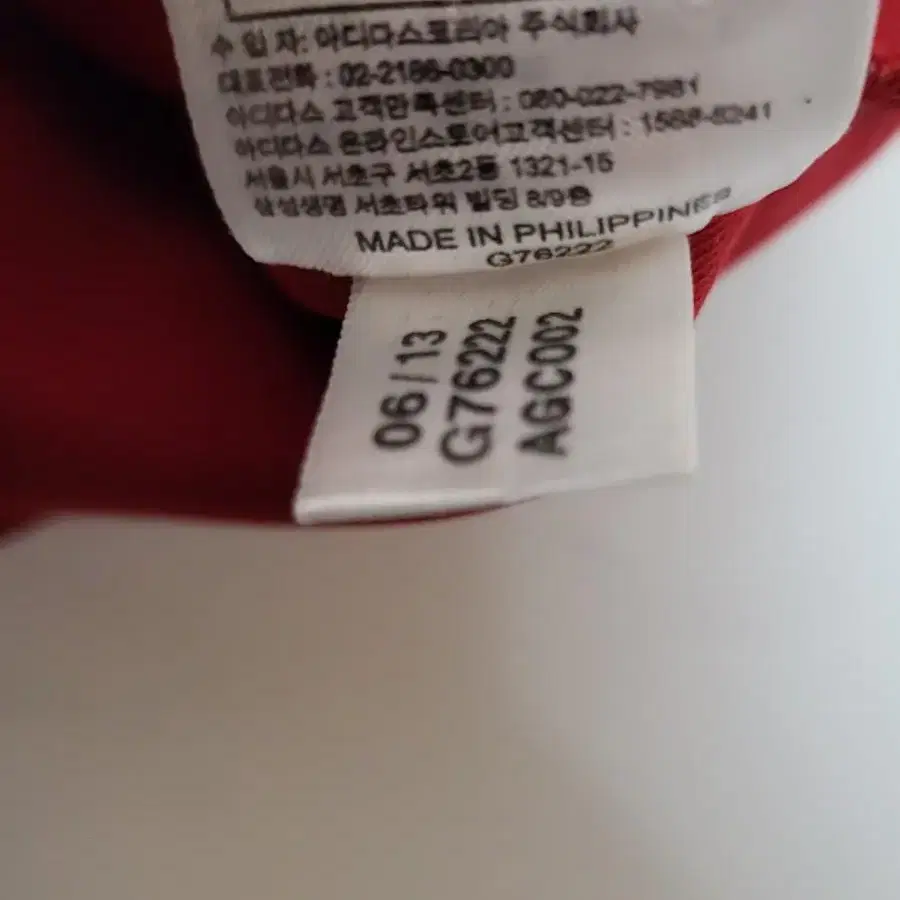 수 입 자: 아디다스코리아 주식회사
대표전화 : 02-2186-0300
아디다스 고객만족센터 : 080-022-7981
아디다스 온라인스토어고객센터 : 1588-8241
서울시 서초구 서초2동 1321-15
삼성생명 서초타워 빌딩 8/9층
MADE IN PHILIPPINES
G76222
06/13
G76222
AGC002